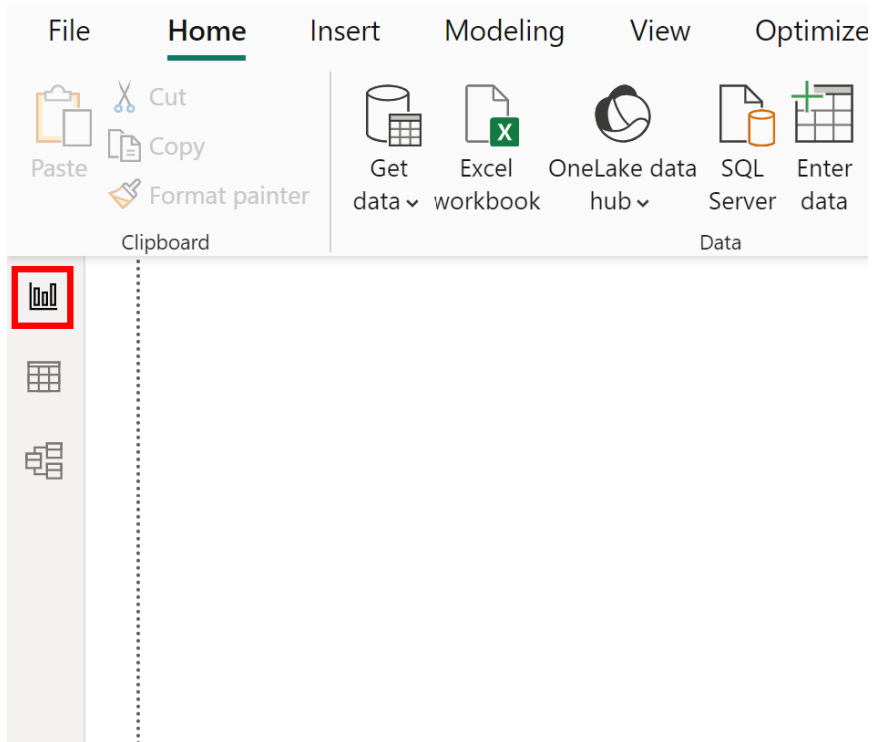 File Home Insert Modeling View Optimize
Paste
Cut
Copy
Format painter
Clipboard
Get
data
Excel
workbook
OneLake data
hub
SQL
Server
Enter
data
Data